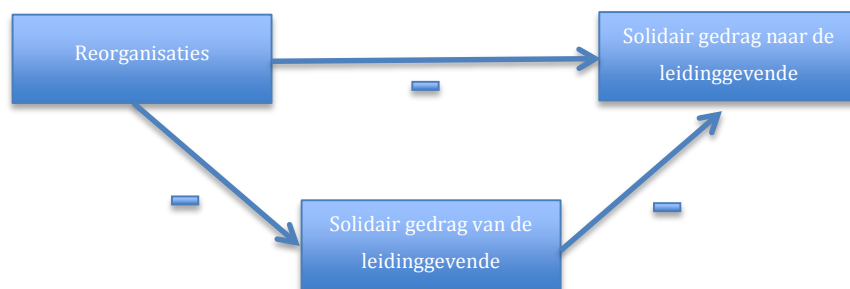 Reorganisaties
Solidair gedrag naar de
leidinggevende
Solidair gedrag van de
leidinggevende